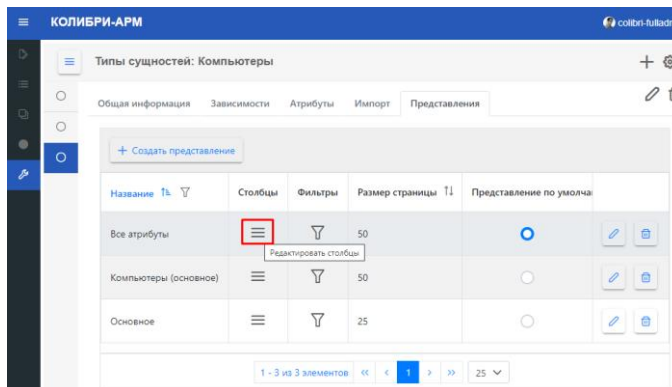 КОЛИБРИ-АРМ
colibri-fulladm
Типы сущностей: Компьютеры
Общая информация Зависимости Атрибуты Импорт Представления
+ Создать представление
Название Столбцы Фильтры Размер страницы Представление по умолча
Все атрибуты 50
Редактировать столбцы
Компьютеры (основное) 50
Основное 25
1 - 3 из 3 элементов << < 1 > >> 25